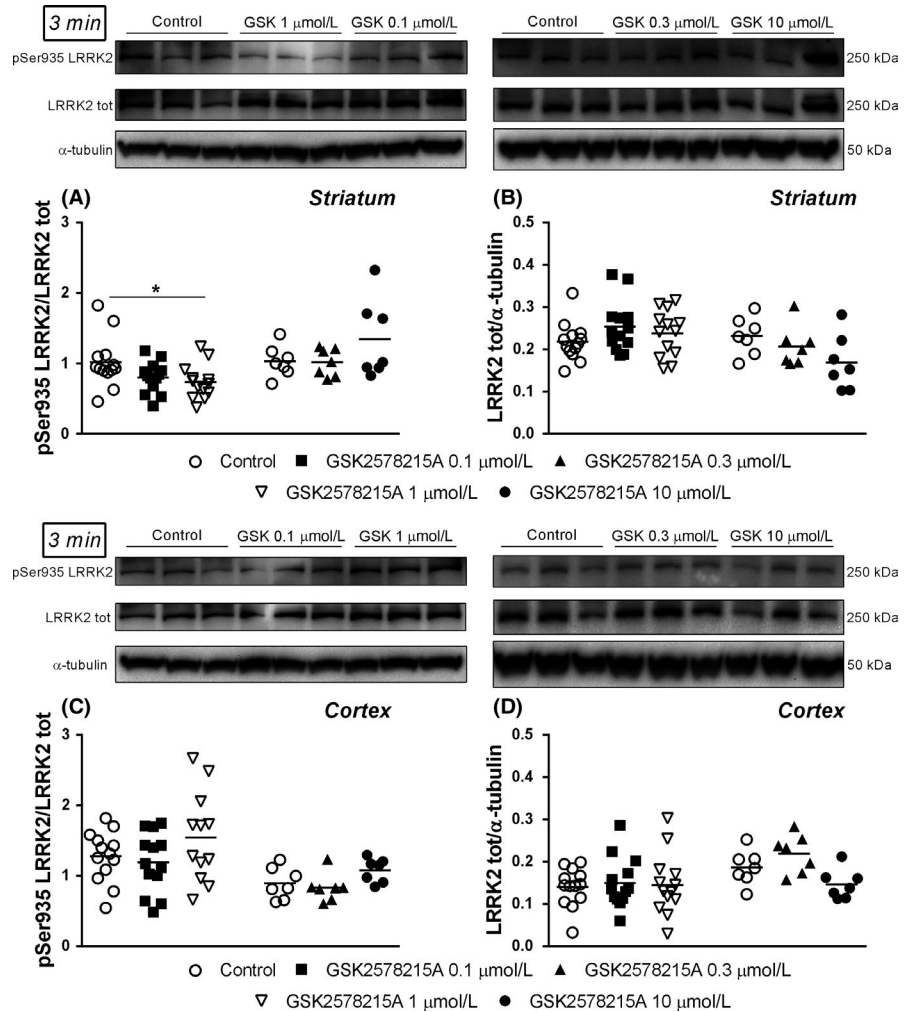 3 min
Control GSK 1 μmol/L GSK 0.1 μmol/L Control GSK 0.3 μmol/L GSK 10 μmol/L
pSer935 LRRK2 250 kDa
LRRK2 tot 250 kDa
α-tubulin 50 kDa
(A) Striatum
pSer935 LRRK2/LRRK2 tot
3
2
1
0
*
(B) Striatum
LRRK2 tot/α-tubulin
0.5
0.4
0.3
0.2
0.1
0.0
Control GSK2578215A 0.1 μmol/L GSK2578215A 0.3 μmol/L
GSK2578215A 1 μmol/L GSK2578215A 10 μmol/L
3 min
Control GSK 0.1 μmol/L GSK 1 μmol/L Control GSK 0.3 μmol/L GSK 10 μmol/L
pSer935 LRRK2 250 kDa
LRRK2 tot 250 kDa
α-tubulin 50 kDa
(C) Cortex
pSer935 LRRK2/LRRK2 tot
3
2
1
0
(D) Cortex
LRRK2 tot/α-tubulin
0.5
0.4
0.3
0.2
0.1
0.0
Control GSK2578215A 0.1 μmol/L GSK2578215A 0.3 μmol/L
GSK2578215A 1 μmol/L GSK2578215A 10 μmol/L